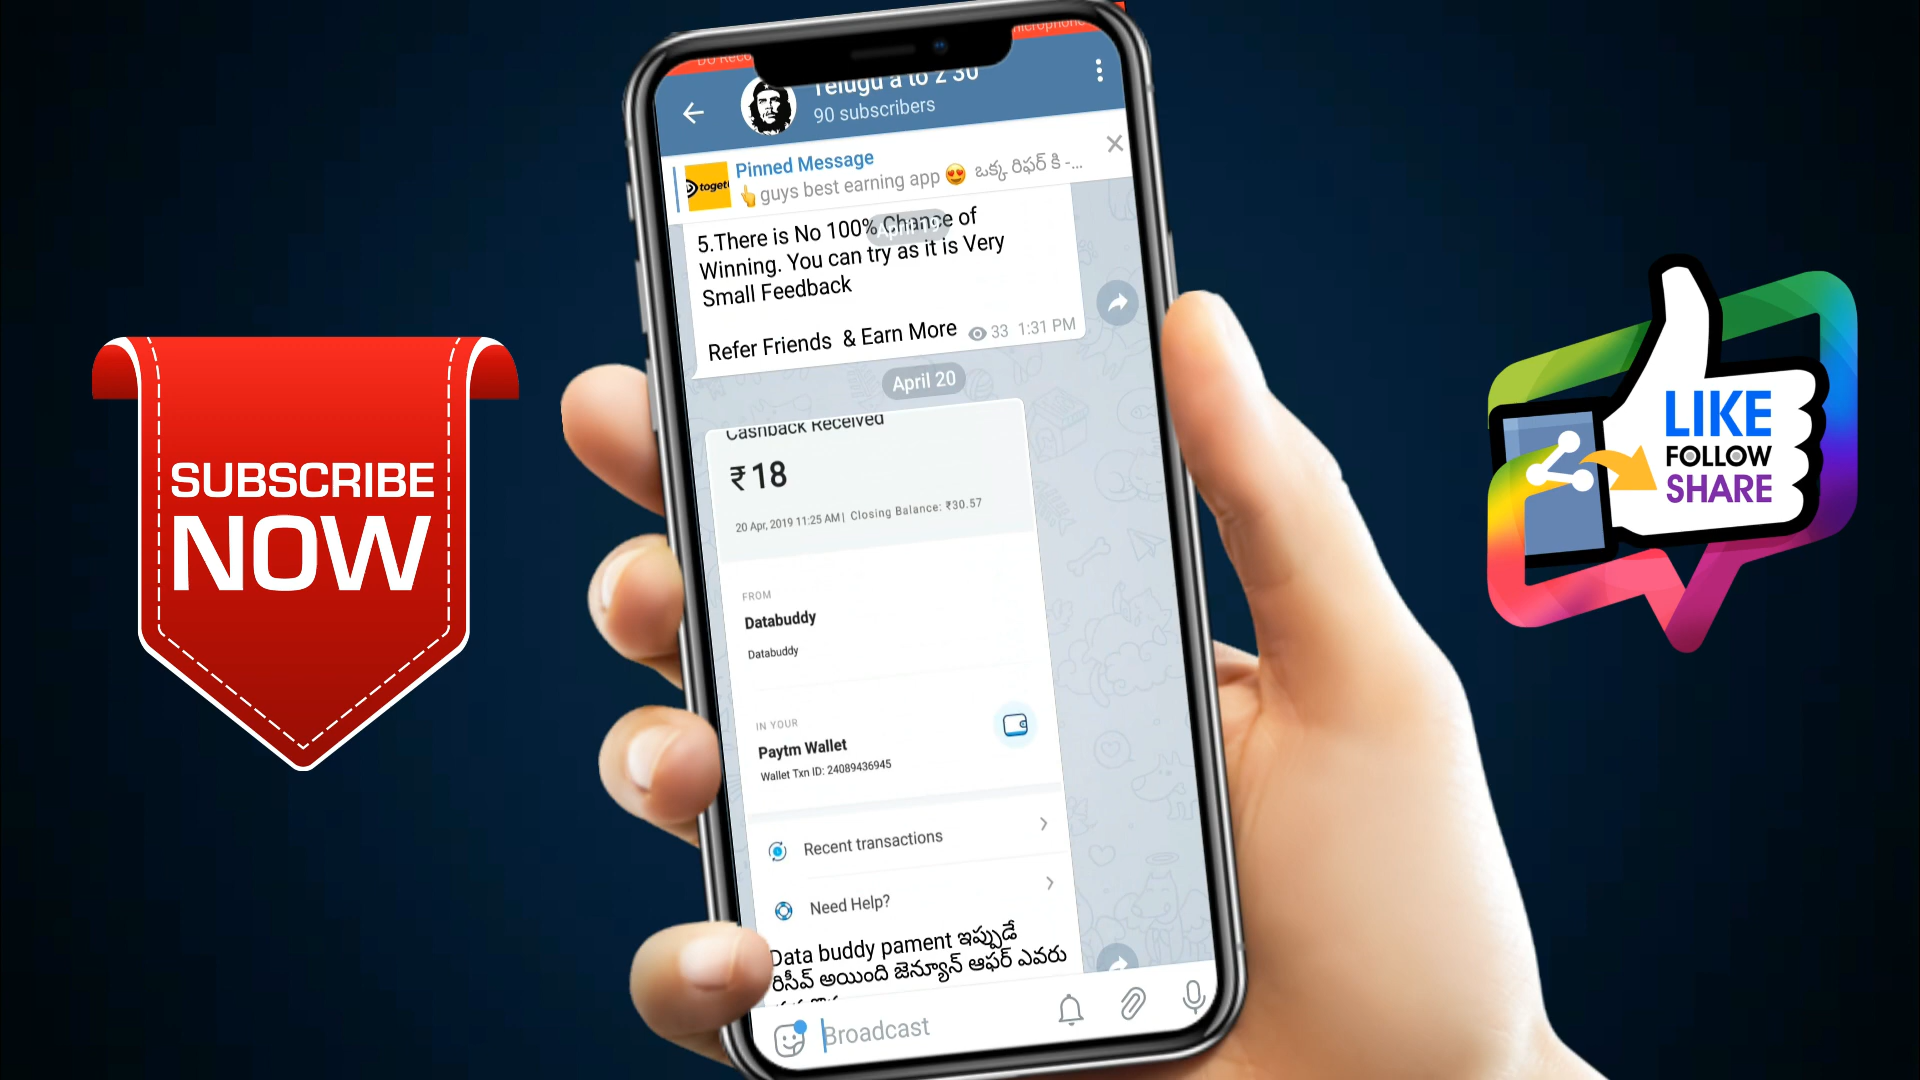 Telugu a to z 30
90 subscribers
Pinned Message
guys best earning app 😍 ఒక్క రిఫర్ కి -...
5.There is No 100% Chance of
Winning. You can try as it is Very
Small Feedback
Refer Friends & Earn More 33 1:31 PM
April 20
Cashback Received
₹18
20 Apr, 2019 11:25 AM| Closing Balance: ₹30.57
FROM
Databuddy
Databuddy
IN YOUR
Paytm Wallet
Wallet Txn ID: 24089436945
Recent transactions
Need Help?
Data buddy pament ఇప్పుడే
రిసీవ్ అయింది జెన్యూన్ ఆఫర్ ఎవరు
Broadcast
SUBSCRIBE
NOW
LIKE
FOLLOW
SHARE